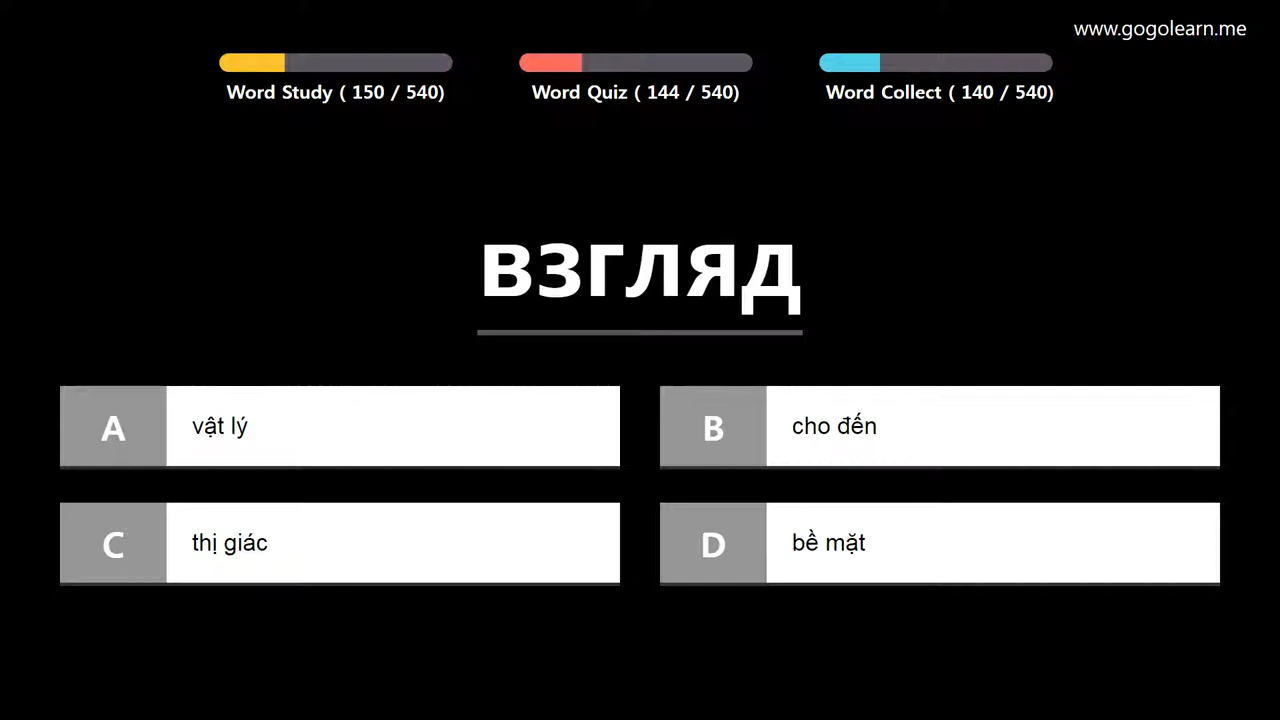 www.gogolearn.me
Word Study ( 150 / 540)
Word Quiz ( 144 / 540)
Word Collect ( 140 / 540)
взгляд
A
vật lý
B
cho đến
C
thị giác
D
bề mặt